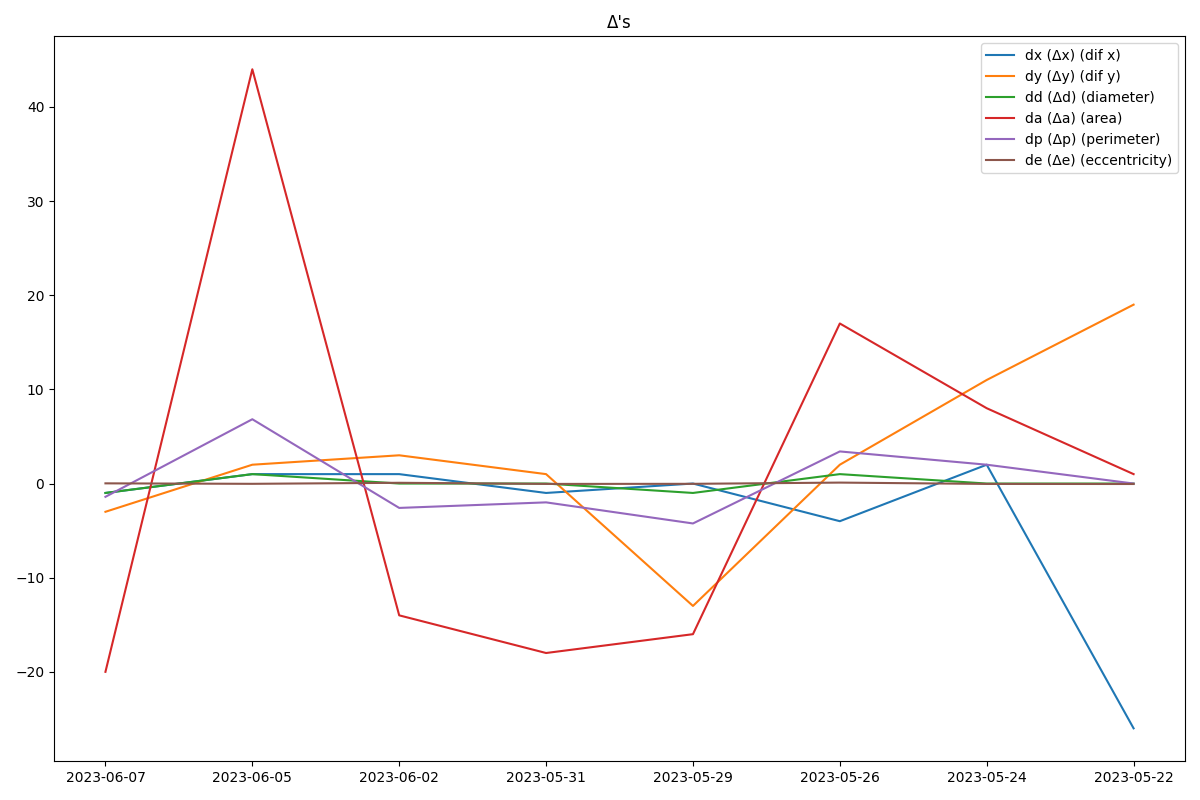 Δ's
dx (Δx) (dif x)
dy (Δy) (dif y)
dd (Δd) (diameter)
da (Δa) (area)
dp (Δp) (perimeter)
de (Δe) (eccentricity)
40
30
20
10
0
−10
−20
2023-06-07 2023-06-05 2023-06-02 2023-05-31 2023-05-29 2023-05-26 2023-05-24 2023-05-22